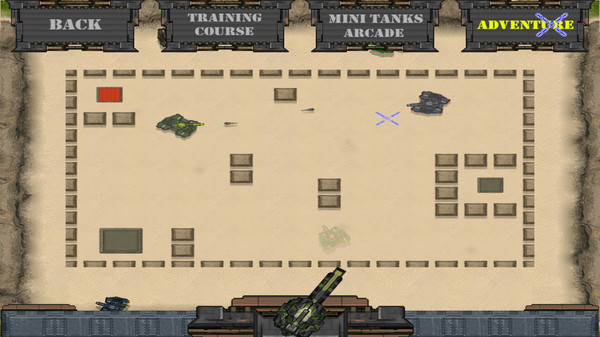 BACK
TRAINING
COURSE
MINI TANKS
ARCADE
ADVENTURE